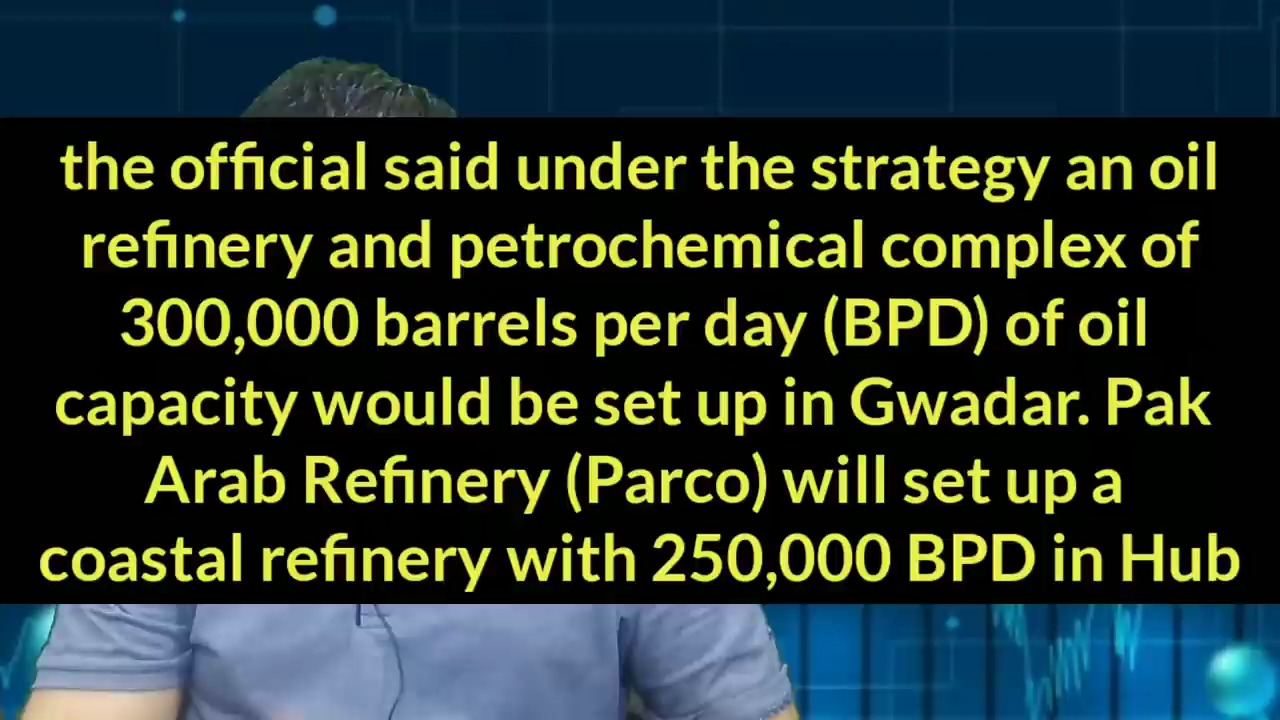 the official said under the strategy an oil
refinery and petrochemical complex of
300,000 barrels per day (BPD) of oil
capacity would be set up in Gwadar. Pak
Arab Refinery (Parco) will set up a
coastal refinery with 250,000 BPD in Hub